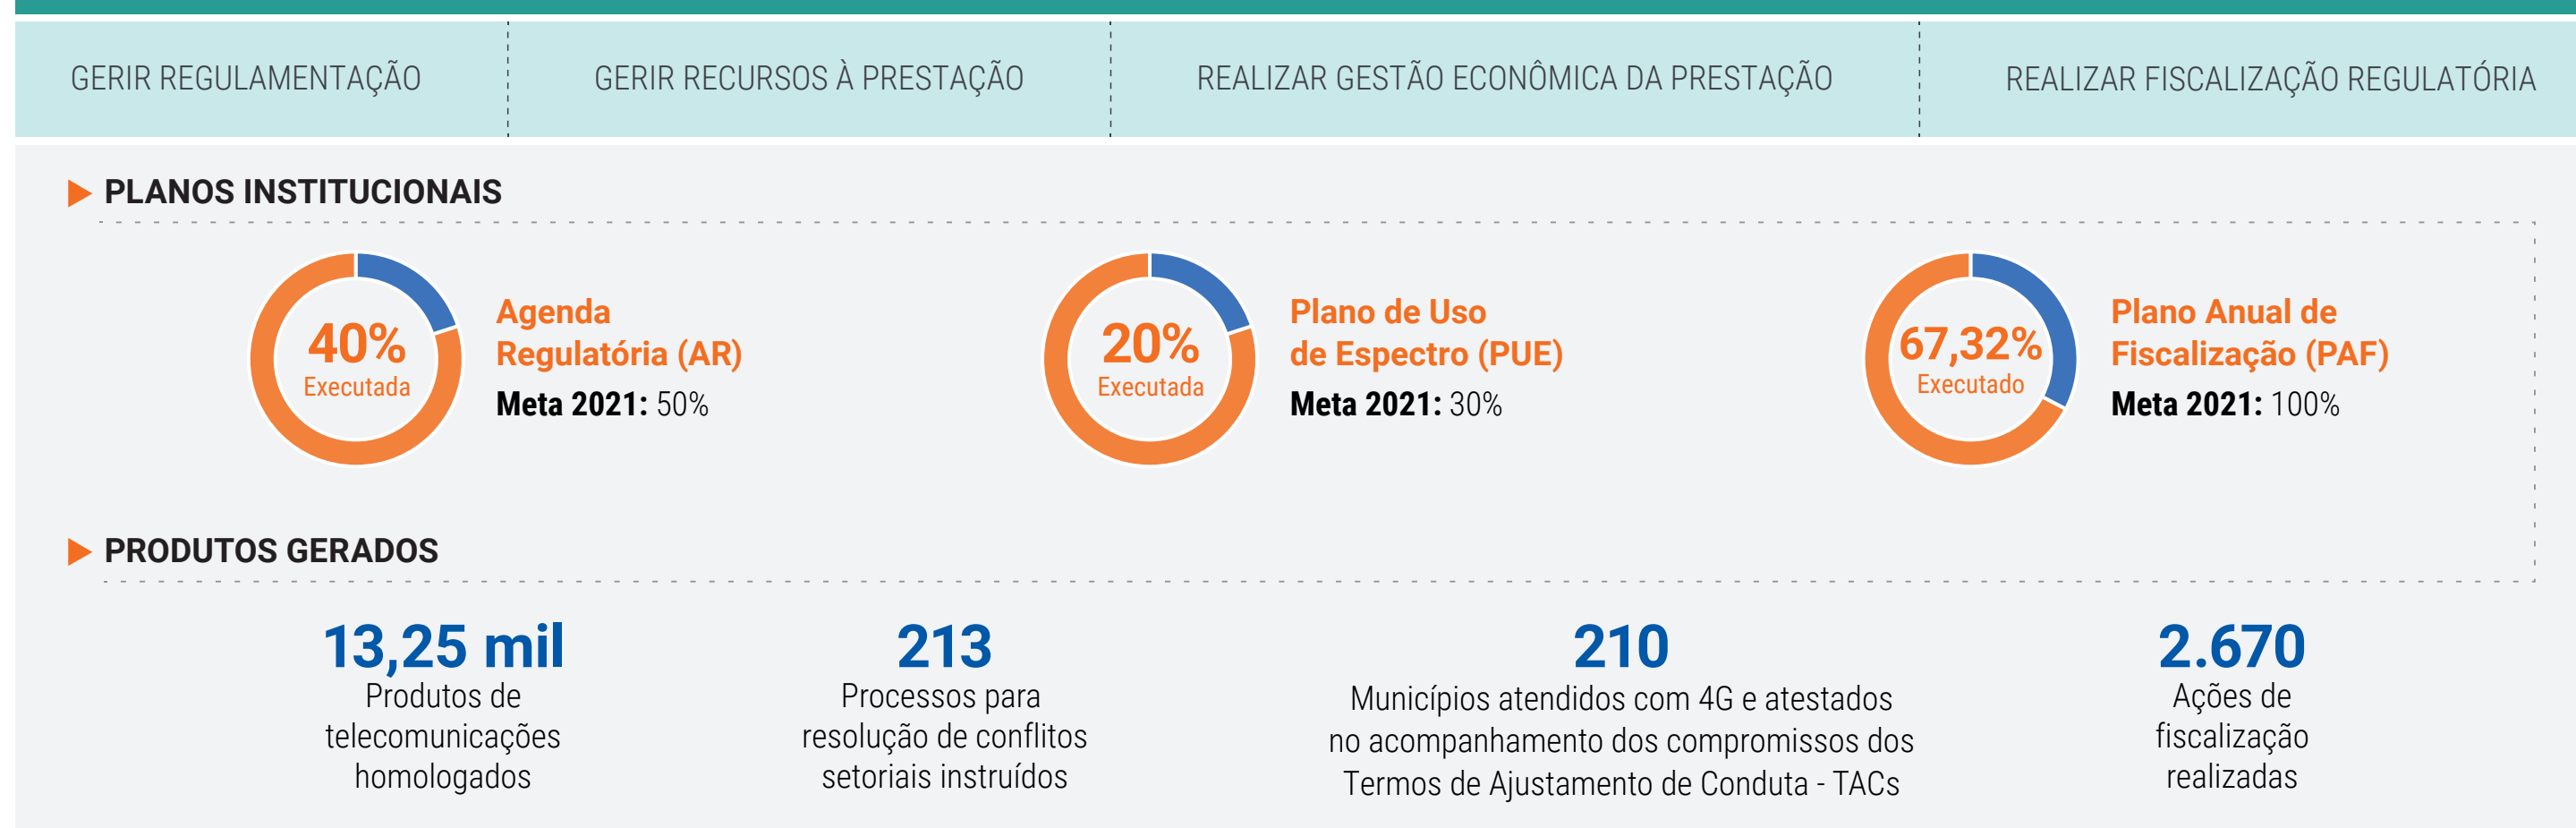 GERIR REGULAMENTAÇÃO
GERIR RECURSOS À PRESTAÇÃO
REALIZAR GESTÃO ECONÔMICA DA PRESTAÇÃO
REALIZAR FISCALIZAÇÃO REGULATÓRIA
PLANOS INSTITUCIONAIS
40%
Executada
Agenda
Regulatória (AR)
Meta 2021: 50%
20%
Executada
Plano de Uso
de Espectro (PUE)
Meta 2021: 30%
67,32%
Executado
Plano Anual de
Fiscalização (PAF)
Meta 2021: 100%
PRODUTOS GERADOS
13,25 mil
Produtos de
telecomunicações
homologados
213
Processos para
resolução de conflitos
setoriais instruídos
210
Municípios atendidos com 4G e atestados
no acompanhamento dos compromissos dos
Termos de Ajustamento de Conduta - TACs
2.670
Ações de
fiscalização
realizadas